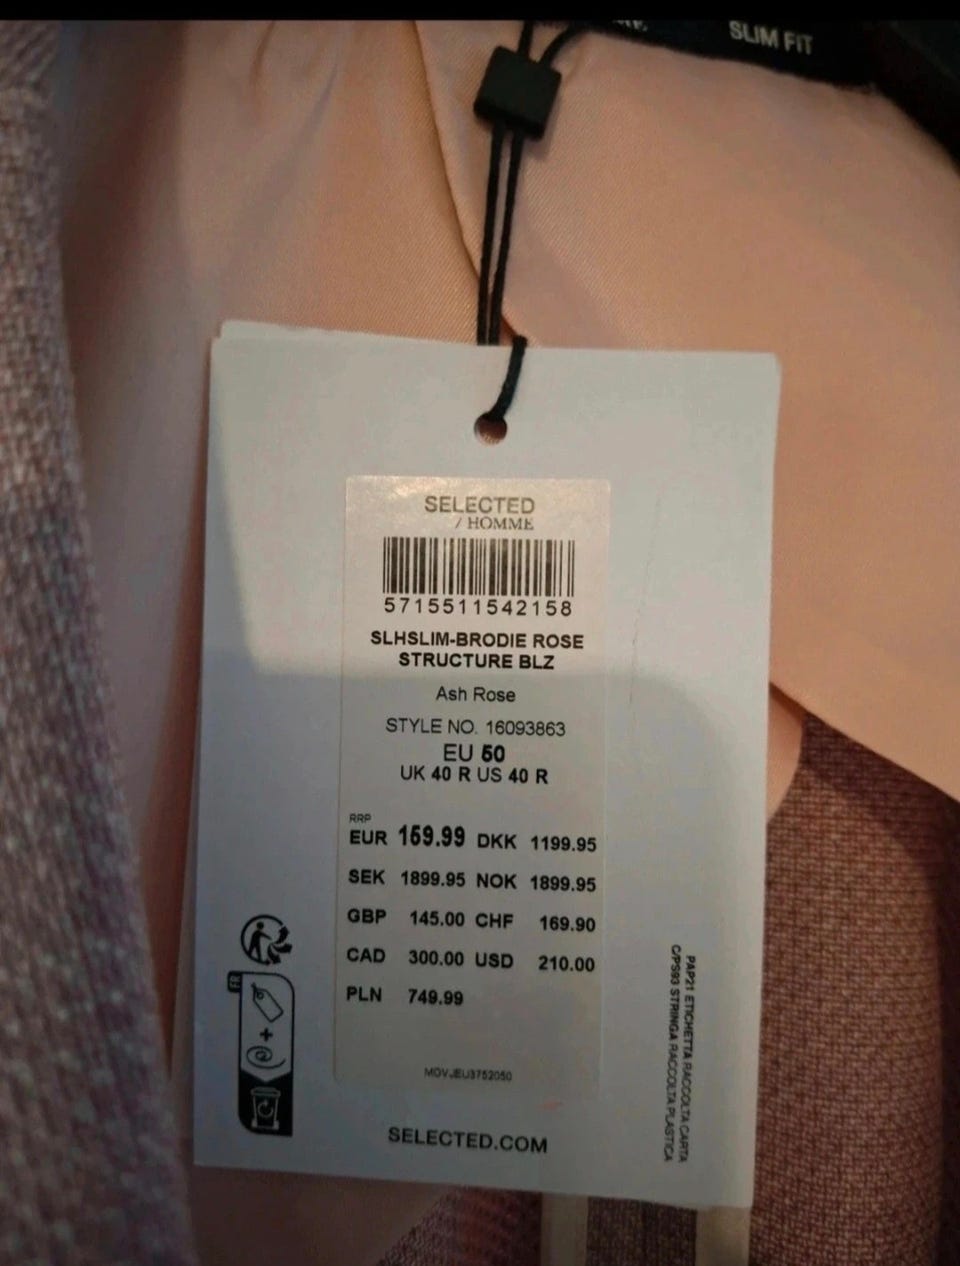 SLIM FIT
SELECTED
/ HOMME
5715511542158
SLHSLIM-BRODIE ROSE
STRUCTURE BLZ
Ash Rose
STYLE NO. 16093863
EU 50
UK 40 R US 40 R
RRP
EUR 159.99 DKK 1199.95
SEK 1899.95 NOK 1899.95
GBP 145.00 CHF 169.90
CAD 300.00 USD 210.00
PLN 749.99
MOVJEU3752050
SELECTED.COM
FR
PAP21 ETICHETTA RACCOLTA CARTA
C/PS93 STRINGA RACCOLTA PLASTICA